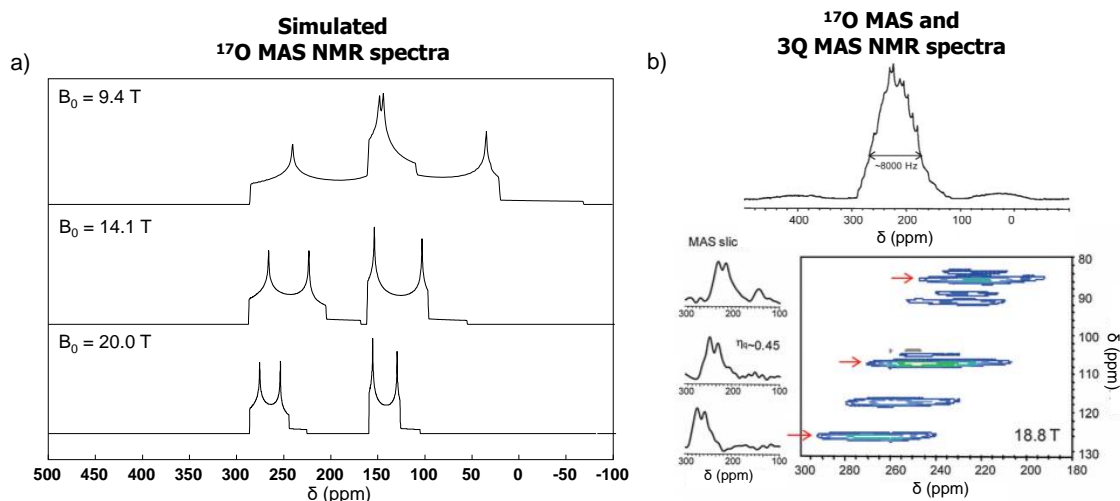 Simulated
¹⁷O MAS NMR spectra
a)
B₀ = 9.4 T
B₀ = 14.1 T
B₀ = 20.0 T
500 450 400 350 300 250 200 150 100 50 0 -50 -100
δ (ppm)
¹⁷O MAS and
3Q MAS NMR spectra
b)
~8000 Hz
400 300 200 100 0
δ (ppm)
MAS slic
300 200 100
ηq~0.45
300 200 100
300 200 100
δ (ppm)
80
90
100
110
120
130
δ (ppm)
18.8 T
300 280 260 240 220 200 180
δ (ppm)